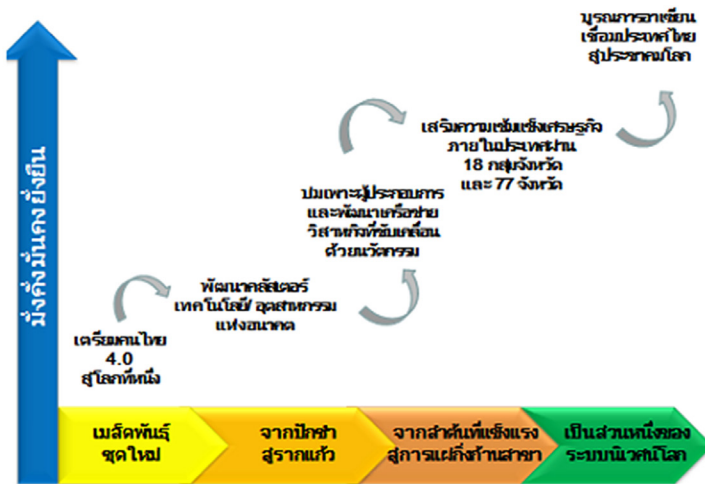 บูรณการอาเซียน
เชื่อมประเทศไทย
สู่ประชาคมโลก
เสริมความเข้มแข็งเศรษฐกิจ
ภายในประเทศผ่าน
18 กลุ่มจังหวัด
และ 77 จังหวัด
บ่มเพาะผู้ประกอบการ
และพัฒนาเครือข่าย
วิสาหกิจที่ขับเคลื่อน
ด้วยนวัตกรรม
พัฒนาคลัสเตอร์
เทคโนโลยี/ อุตสาหกรรม
แห่งอนาคต
เตรียมคนไทย
4.0
สู่โลกที่หนึ่ง
มั่งคั่ง มั่นคง ยั่งยืน
เมล็ดพันธุ์
ชุดใหม่
จากปักชำ
สู่รากแก้ว
จากลำต้นที่แข็งแรง
สู่การแผ่กิ่งก้านสาขา
เป็นส่วนหนึ่งของ
ระบบนิเวศน์โลก